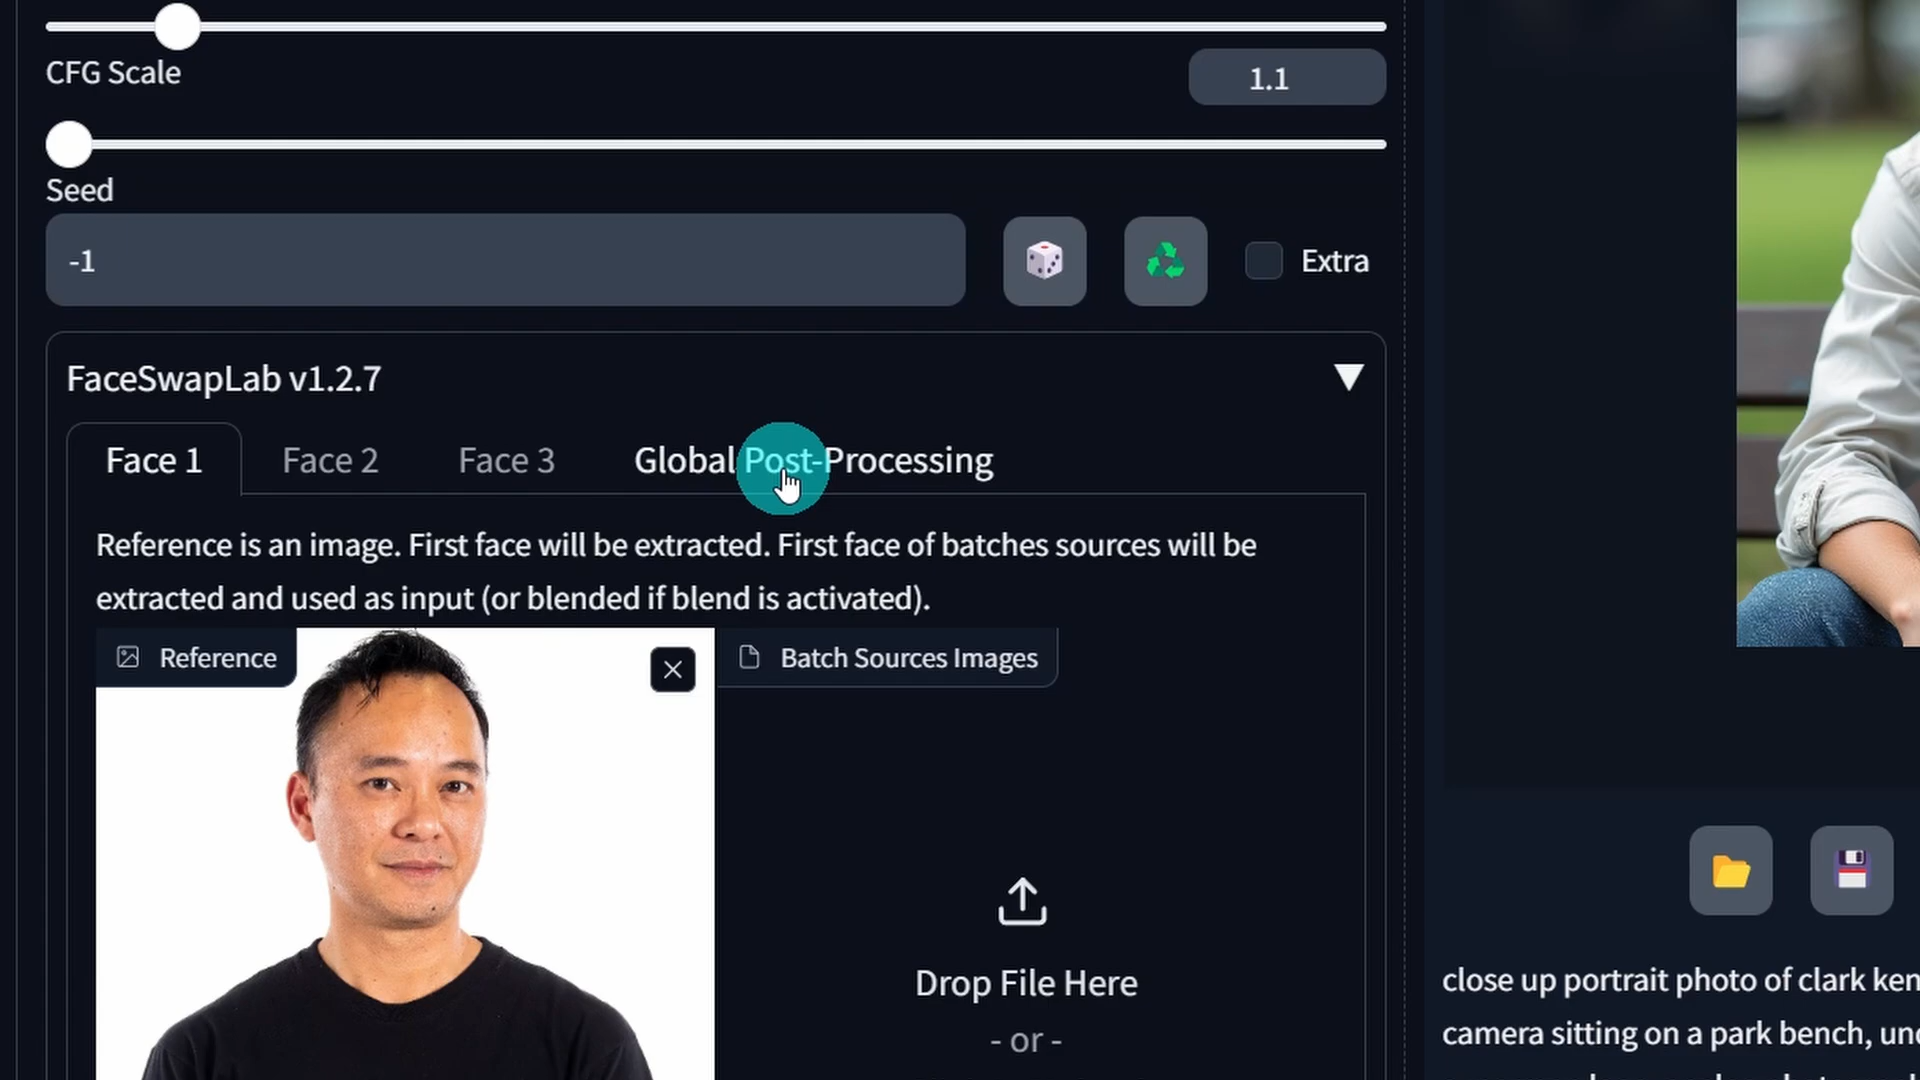 CFG Scale
1.1
Seed
-1
Extra
FaceSwapLab v1.2.7
Face 1 Face 2 Face 3 Global Post-Processing
Reference is an image. First face will be extracted. First face of batches sources will be
extracted and used as input (or blended if blend is activated).
Reference
Batch Sources Images
Drop File Here
- or -
close up portrait photo of clark ken
camera sitting on a park bench,